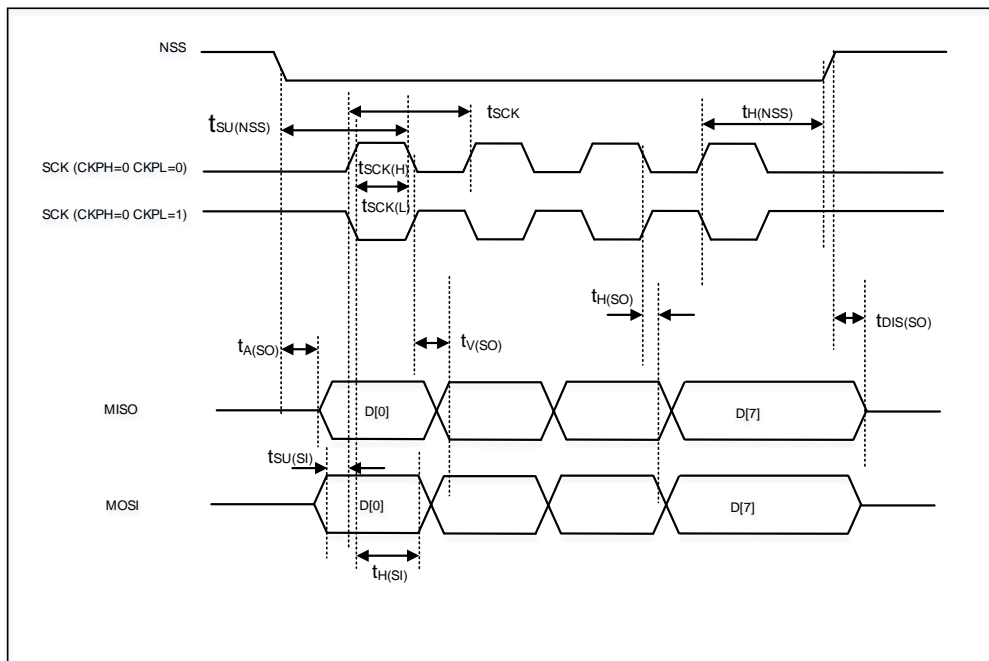 NSS
tSCK
tH(NSS)
tSU(NSS)
SCK (CKPH=0 CKPL=0)
tSCK(H)
tSCK(L)
SCK (CKPH=0 CKPL=1)
tH(SO)
tDIS(SO)
tV(SO)
tA(SO)
MISO
D[0]
D[7]
tSU(SI)
MOSI
D[0]
D[7]
tH(SI)